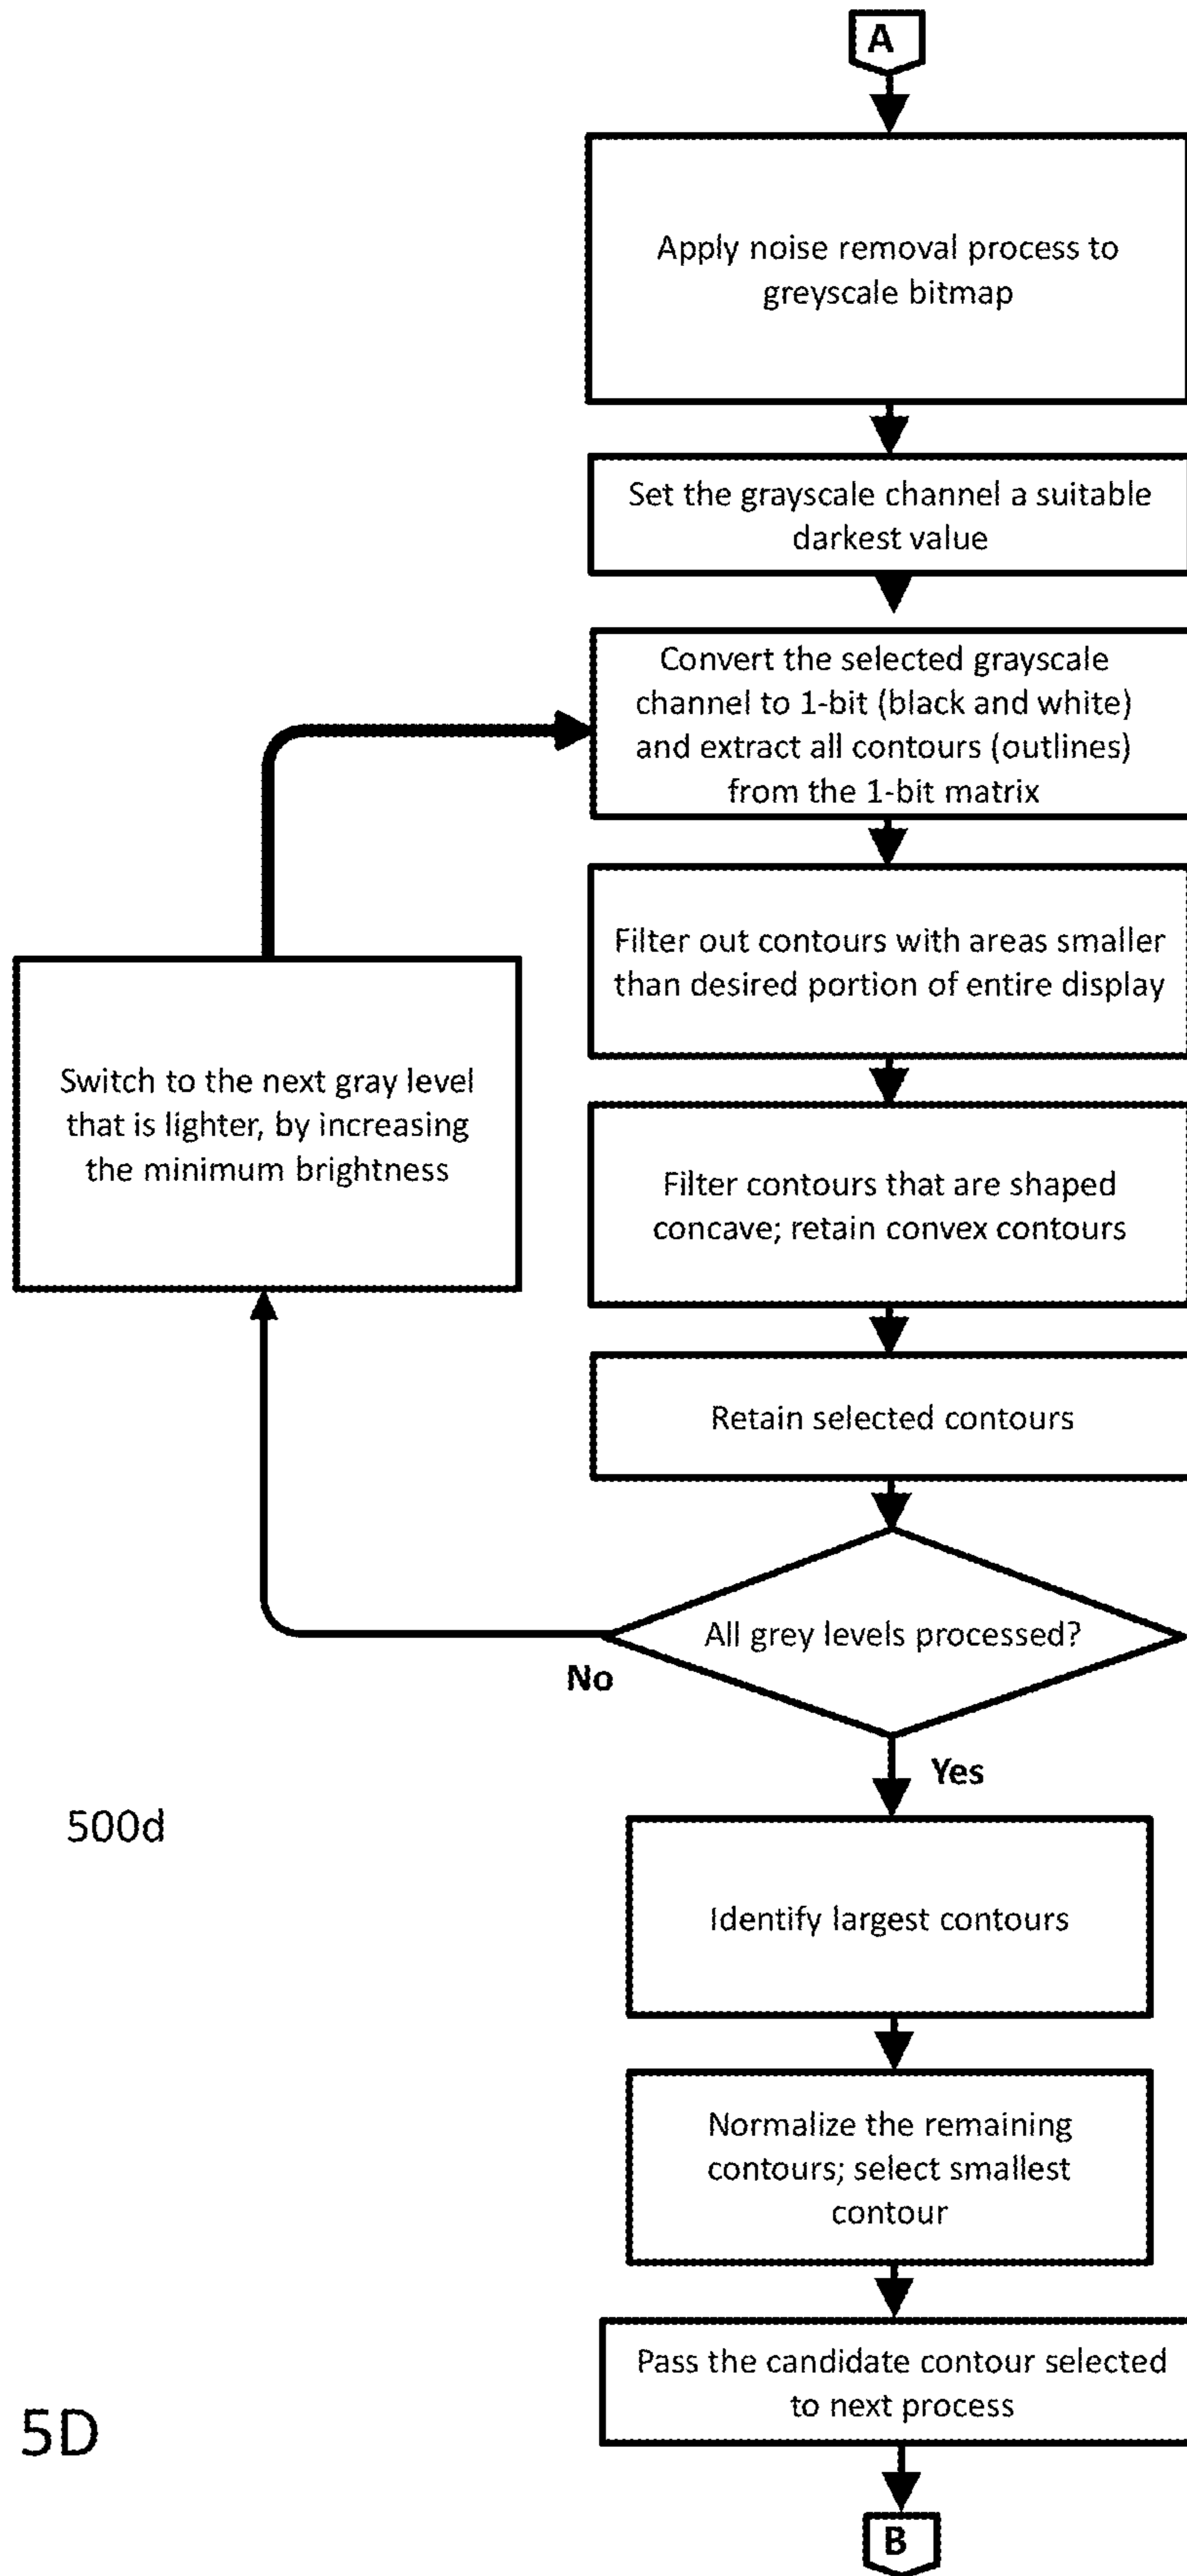 A
Apply noise removal process to
greyscale bitmap
Set the grayscale channel a suitable
darkest value
Convert the selected grayscale
channel to 1-bit (black and white)
and extract all contours (outlines)
from the 1-bit matrix
Filter out contours with areas smaller
than desired portion of entire display
Switch to the next gray level
that is lighter, by increasing
the minimum brightness
Filter contours that are shaped
concave; retain convex contours
Retain selected contours
All grey levels processed?
No
Yes
500d
Identify largest contours
Normalize the remaining
contours; select smallest
contour
Pass the candidate contour selected
to next process
5D
B